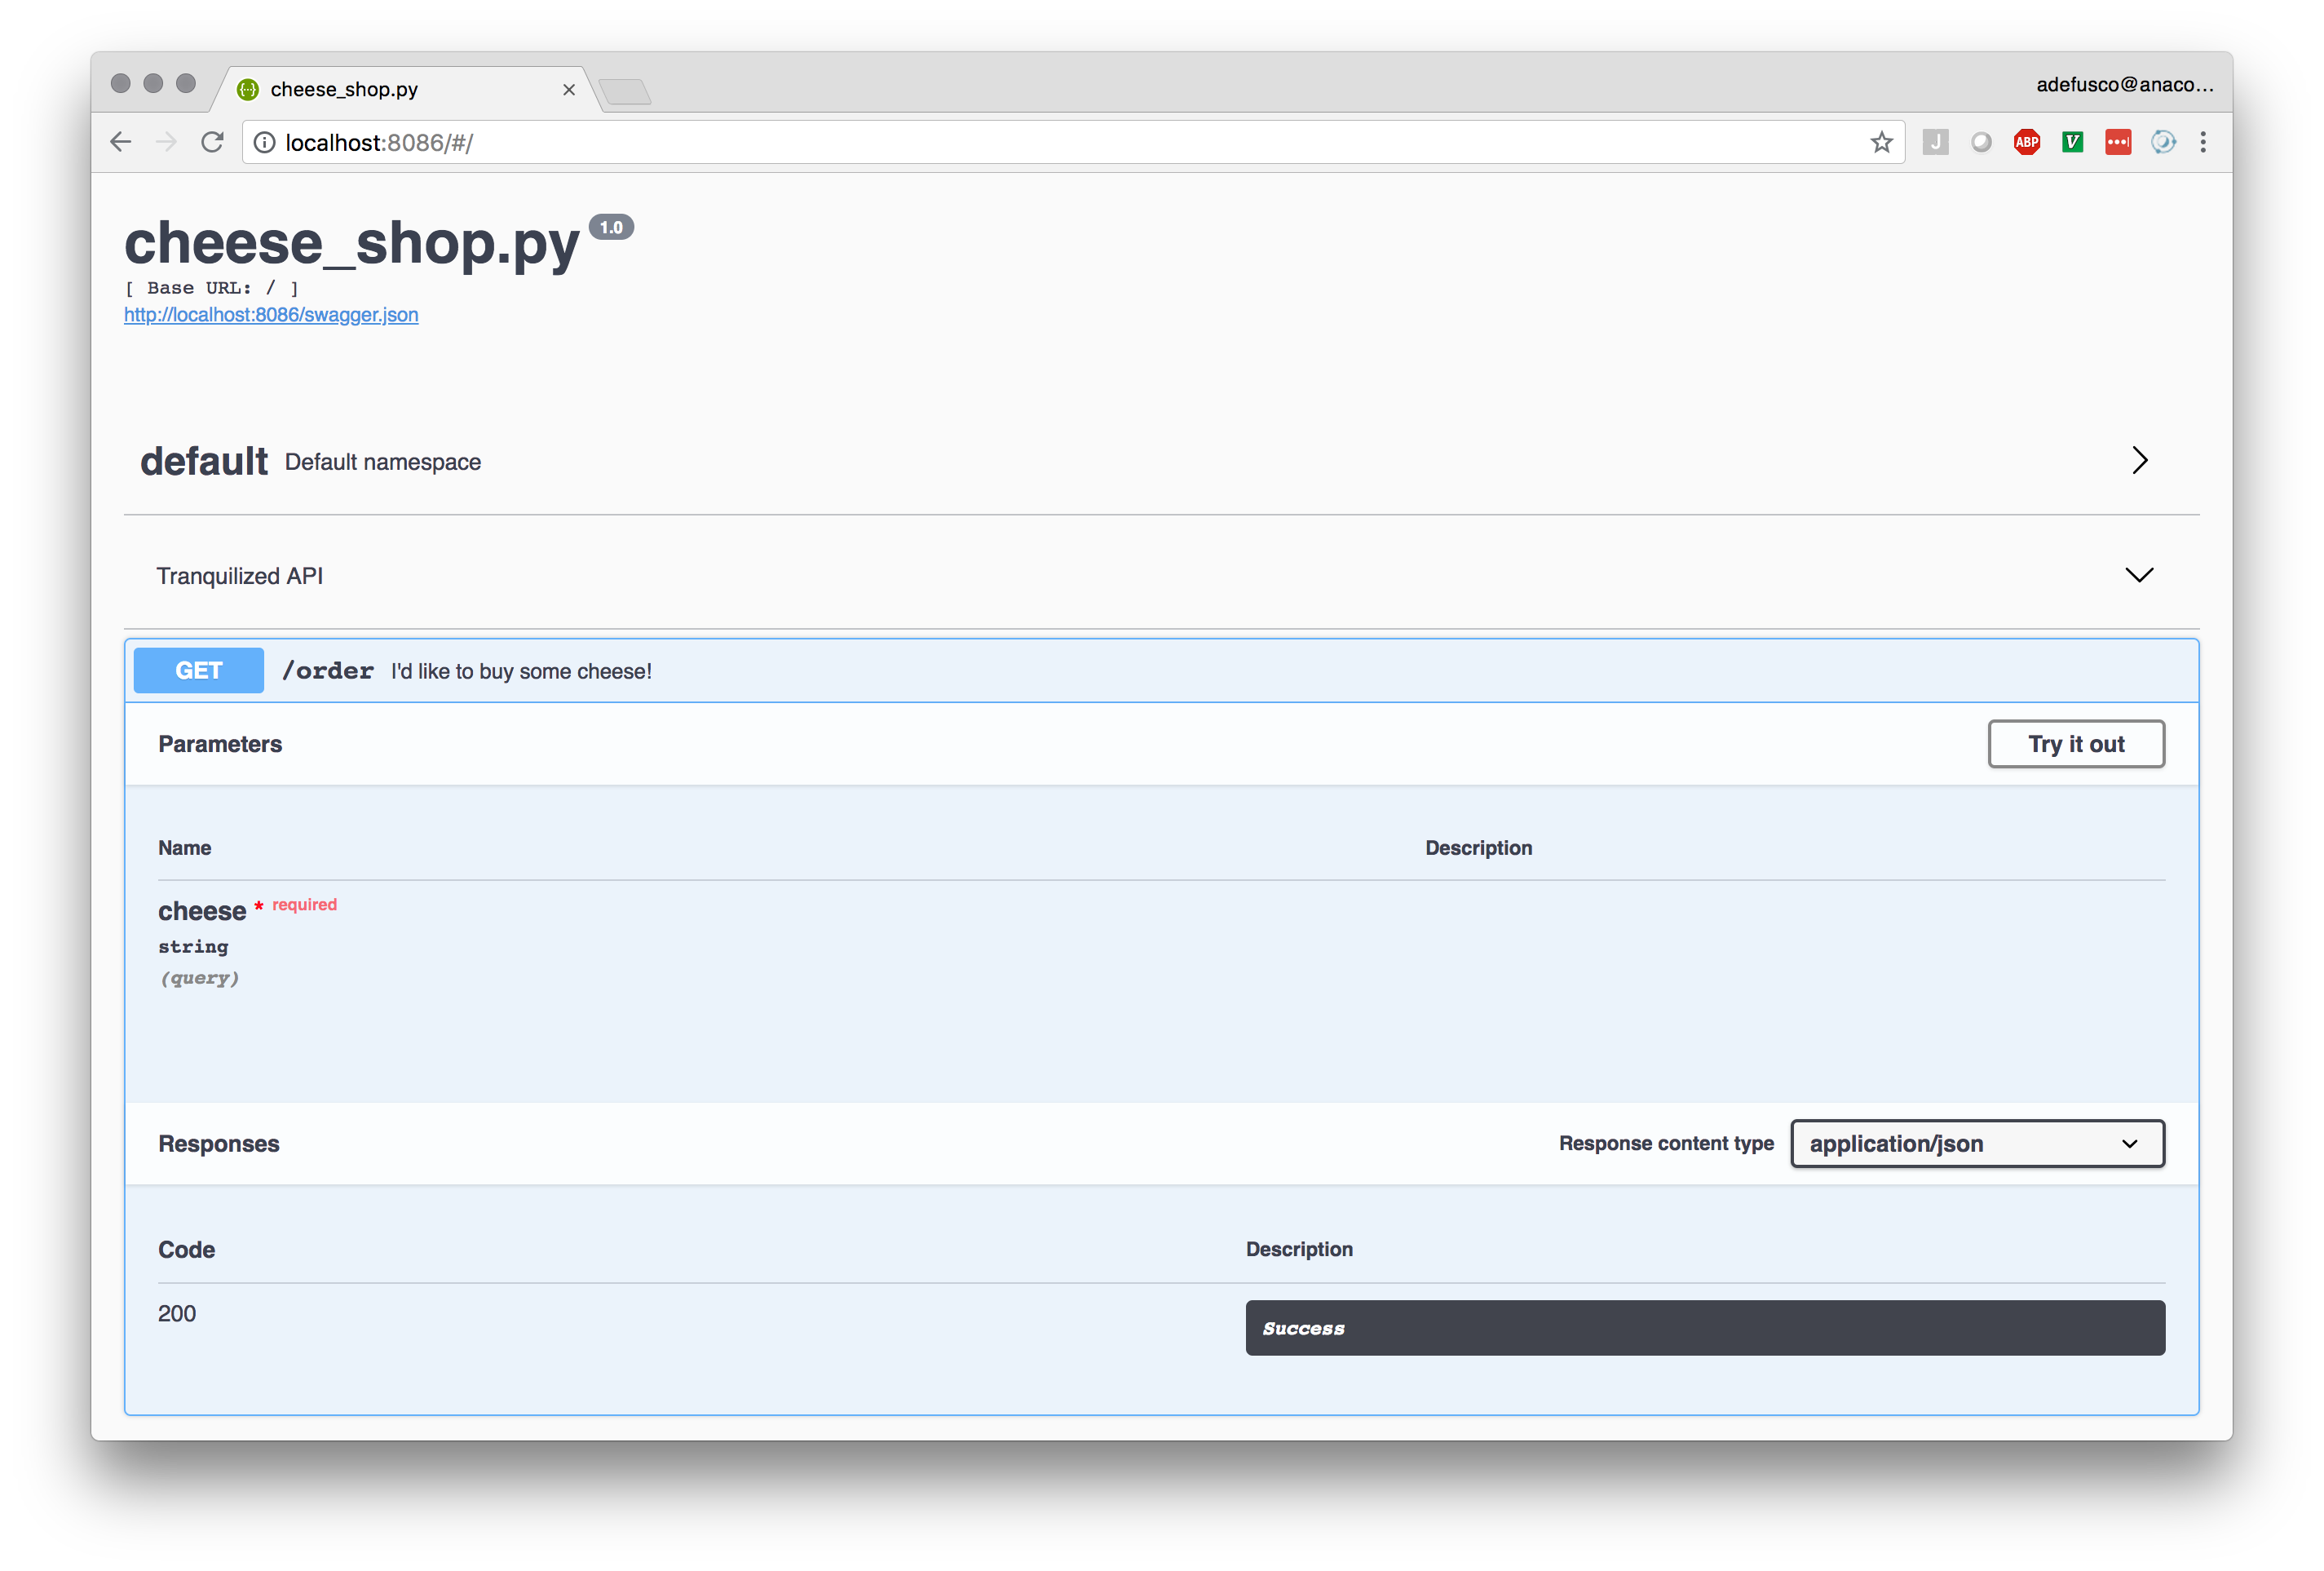 cheese_shop.py
adefusco@anaco...
localhost:8086/#/
J
ABP
V
cheese_shop.py 1.0
[ Base URL: / ]
http://localhost:8086/swagger.json
default Default namespace
Tranquilized API
GET /order I'd like to buy some cheese!
Parameters Try it out
Name Description
cheese * required
string
(query)
Responses Response content type application/json
Code Description
200 Success